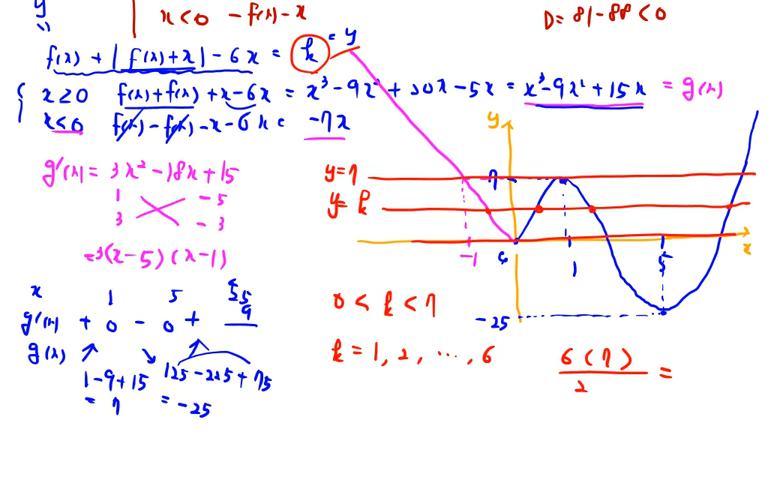 y
x<0 -f(x)-x
D= 81-88 <0
f(x) + |f(x)+x| -6x = k = y
x≥0 f(x)+f(x)+x-6x = x³-9x²+20x-5x = x³-9x²+15x = g(x)
x<0 f(x)-f(x)-x-6x = -7x
g'(x) = 3x²-18x+15
1 -5
3 -3
=3(x-5)(x-1)
x 1 5
g'(x) + 0 - 0 +
g(x) ↗ ↘ ↗
1-9+15 125-225+75
= 7 = -25
y
y=7 7
y=k
-1 1 5 x
-25
0 < k < 7
k = 1, 2, ⋯, 6
6(7)/2 =